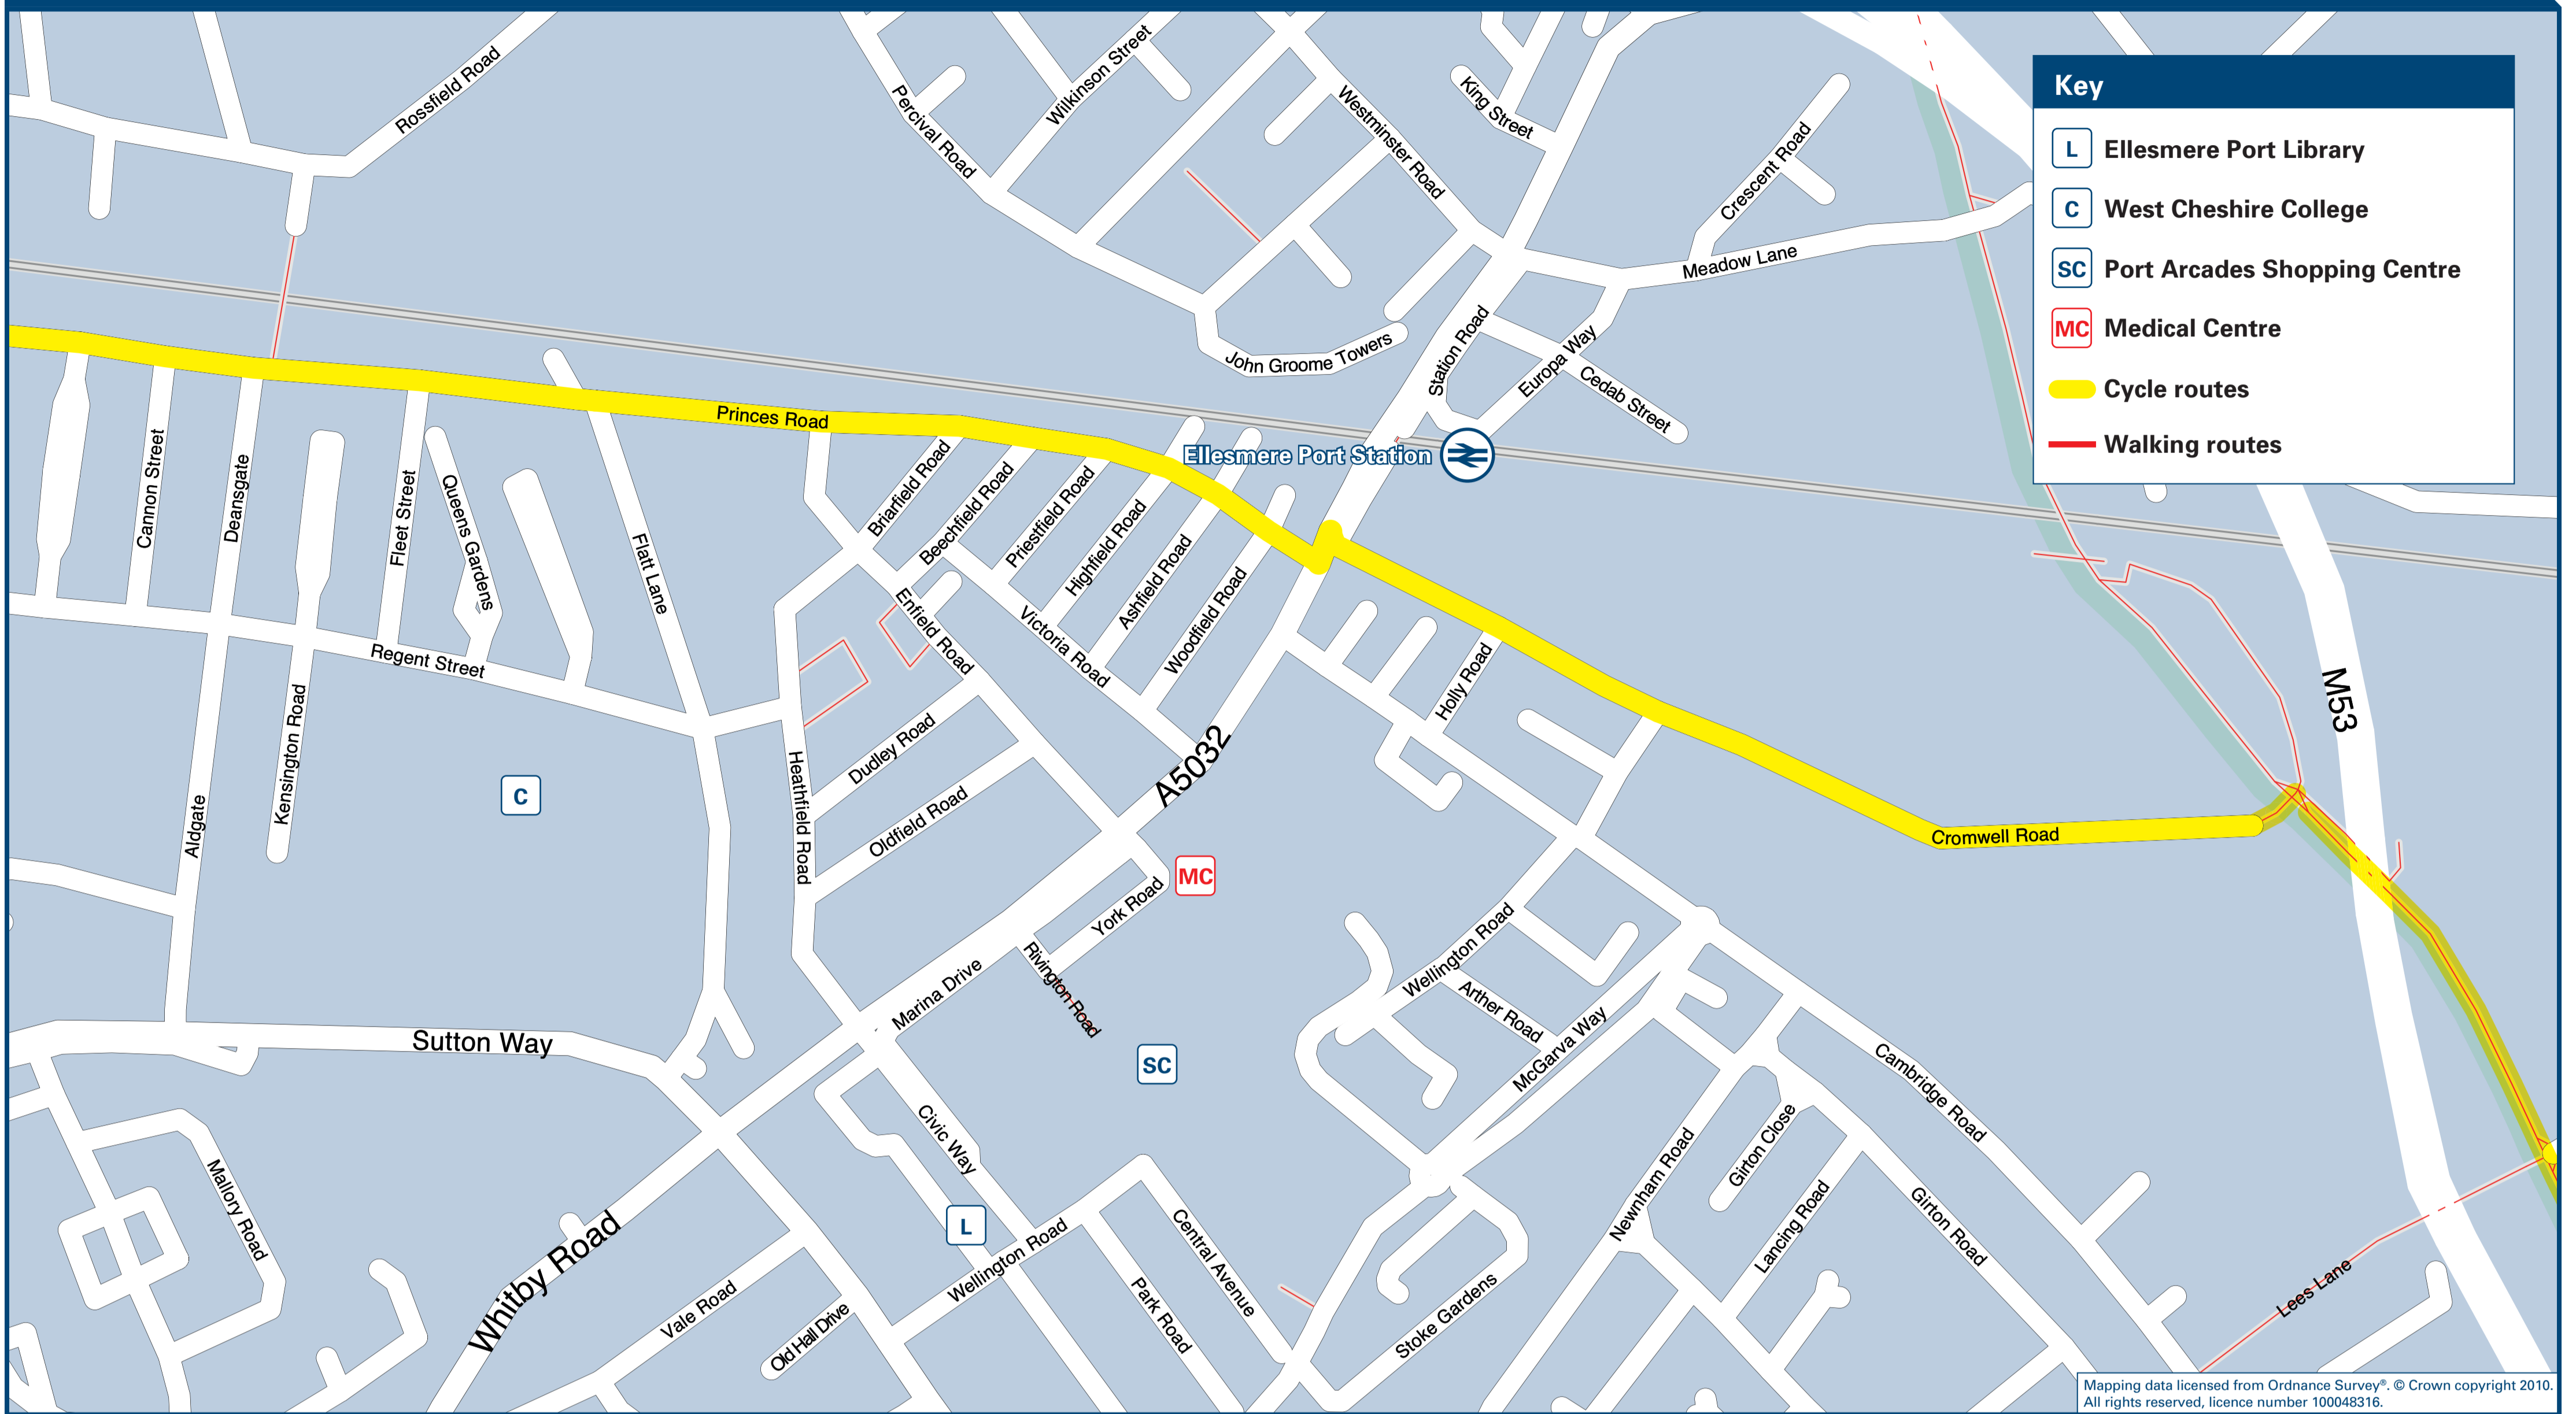 Key
L Ellesmere Port Library
C West Cheshire College
SC Port Arcades Shopping Centre
MC Medical Centre
Cycle routes
Walking routes
Rossfield Road
Percival Road
Wilkinson Street
Westminster Road
King Street
Crescent Road
Meadow Lane
John Groome Towers
Station Road
Europa Way
Cedab Street
Princes Road
Ellesmere Port Station
Cannon Street
Deansgate
Fleet Street
Queens Gardens
Flatt Lane
Briarfield Road
Beechfield Road
Priestfield Road
Highfield Road
Ashfield Road
Woodfield Road
Enfield Road
Victoria Road
Regent Street
Kensington Road
Aldgate
Holly Road
M53
A5032
Dudley Road
Oldfield Road
Heathfield Road
C
MC
Cromwell Road
York Road
Rivington Road
Marina Drive
Wellington Road
Arther Road
McGarva Way
Sutton Way
SC
Cambridge Road
Civic Way
Mallory Road
Girton Close
Newnham Road
Lancing Road
Girton Road
L
Wellington Road
Central Avenue
Park Road
Whitby Road
Vale Road
Old Hall Drive
Stoke Gardens
Lees Lane
Mapping data licensed from Ordnance Survey®. © Crown copyright 2010.
All rights reserved, licence number 100048316.